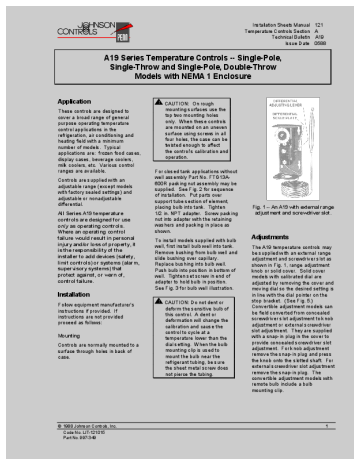 JOHNSON
CONTROLS
Installation Sheets Manual 121
Temperature Controls Section A
Technical Bulletin A19
Issue Date 0588
A19 Series Temperature Controls -- Single-Pole,
Single-Throw and Single-Pole, Double-Throw
Models with NEMA 1 Enclosure
Application
These controls are designed to
cover a broad range of general
purpose operating temperature
control applications in the
refrigeration, air conditioning and
heating field with a minimum
number of models. Typical
applications are: frozen food cases,
display cases, beverage coolers,
milk coolers, etc. Various control
ranges are available.
Controls are supplied with an
adjustable range (except models
with factory sealed settings) and
adjustable or nonadjustable
differential.
All Series A19 temperature
controls are designed for use
only as operating controls.
Where an operating control
failure would result in personal
injury and/or loss of property, it
is the responsibility of the
installer to add devices (safety,
limit controls) or systems (alarm,
supervisory systems) that
protect against, or warn of,
control failure.
Installation
Follow equipment manufacturer's
instructions if provided. If
instructions are not provided
proceed as follows:
Mounting
Controls are normally mounted to a
surface through holes in back of
case.
CAUTION: On rough
mounting surfaces use the
top two mounting holes
only. When these controls
are mounted on an uneven
surface using screws in all
four holes, the case can be
twisted enough to affect
the control's calibration and
operation.
For closed tank applications without
well assembly Part No. FTG13A-
600R packing nut assembly may be
supplied. See Fig. 2 for sequence
of installation. Put parts over
support tube section of element,
placing bulb into tank. Tighten
1/2 in. NPT adapter. Screw packing
nut into adapter with the retaining
washers and packing in place as
shown.
To install models supplied with bulb
well, first install bulb well into tank.
Remove bushing from bulb well and
slide bushing over capillary.
Replace bushing into bulb well.
Push bulb into position in bottom of
well. Tighten set screw in end of
adapter to hold bulb in position.
See Fig. 3 for bulb well illustration.
CAUTION: Do not dent or
deform the sensitive bulb of
this control. A dent or
deformation will change the
calibration and cause the
control to cycle at a
temperature lower than the
dial setting. When the bulb
mounting clip is used to
mount the bulb near the
refrigerant tubing, be sure
the sheet metal screw does
not pierce the tubing.
DIFFERENTIAL
ADJUSTING LEVER
Fig. 1 -- An A19 with external range
adjustment and screwdriver slot.
Adjustments
The A19 temperature controls may
be supplied with an external range
adjustment and screwdriver slot as
shown in Fig. 1, range adjustment
knob or solid cover. Solid cover
models with calibrated dial are
adjusted by removing the cover and
moving dial so the desired setting is
in line with the dial pointer on the
stop bracket. (See Fig. 5.)
Convertible adjustment models can
be field converted from concealed
screwdriver slot adjustment to knob
adjustment or external screwdriver
slot adjustment. They are supplied
with a snap-in plug in the cover to
provide concealed screwdriver slot
adjustment. For knob adjustment
remove the snap-in plug and press
the knob onto the slotted shaft. For
external screwdriver slot adjustment
remove the snap-in plug. The
convertible adjustment models with
remote bulb include a bulb
mounting clip.
© 1988 Johnson Controls, Inc. 1
Code No. LIT-121210